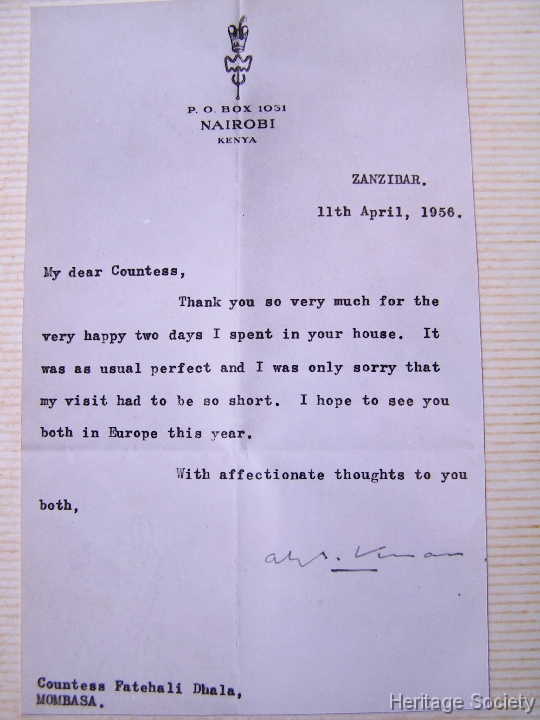 P. O. BOX 1031
NAIROBI
KENYA
ZANZIBAR.
11th April, 1956.
My dear Countess,
Thank you so very much for the
very happy two days I spent in your house. It
was as usual perfect and I was only sorry that
my visit had to be so short. I hope to see you
both in Europe this year.
With affectionate thoughts to you
both,
Countess Fatehali Dhala,
MOMBASA.
Heritage Society